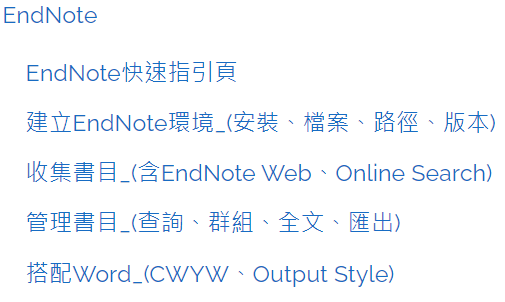 EndNote
EndNote快速指引頁
建立EndNote環境_(安裝、檔案、路徑、版本)
收集書目_(含EndNote Web、Online Search)
管理書目_(查詢、群組、全文、匯出)
搭配Word_(CWYW、Output Style)